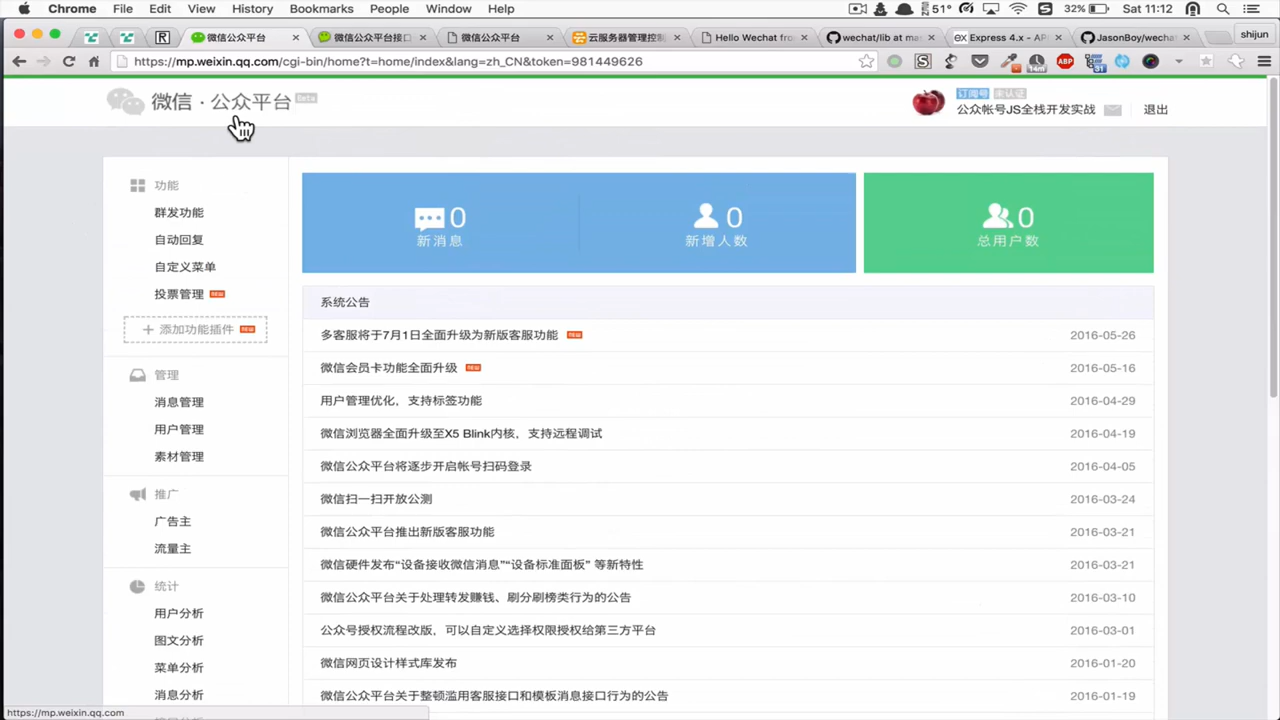 Chrome File Edit View History Bookmarks People Window Help 51° 32% Sat 11:12
微信公众平台 微信公众平台接口 微信公众平台 云服务器管理控制 Hello Wechat from wechat/lib at mas Express 4.x - API JasonBoy/wechat shijun
https://mp.weixin.qq.com/cgi-bin/home?t=home/index&lang=zh_CN&token=981449626
微信·公众平台 Beta
订阅号 未认证
公众帐号JS全栈开发实战 退出
功能
群发功能
自动回复
自定义菜单
投票管理 NEW
+ 添加功能插件 NEW
管理
消息管理
用户管理
素材管理
推广
广告主
流量主
统计
用户分析
图文分析
菜单分析
消息分析
0
新消息
0
新增人数
0
总用户数
系统公告
多客服将于7月1日全面升级为新版客服功能 NEW 2016-05-26
微信会员卡功能全面升级 NEW 2016-05-16
用户管理优化，支持标签功能 2016-04-29
微信浏览器全面升级至X5 Blink内核，支持远程调试 2016-04-19
微信公众平台将逐步开启帐号扫码登录 2016-04-05
微信扫一扫开放公测 2016-03-24
微信公众平台推出新版客服功能 2016-03-21
微信硬件发布“设备接收微信消息”“设备标准面板” 等新特性 2016-03-21
微信公众平台关于处理转发赚钱、刷分刷榜类行为的公告 2016-03-10
公众号授权流程改版，可以自定义选择权限授权给第三方平台 2016-03-01
微信网页设计样式库发布 2016-01-20
微信公众平台关于整顿滥用客服接口和模板消息接口行为的公告 2016-01-19
https://mp.weixin.qq.com